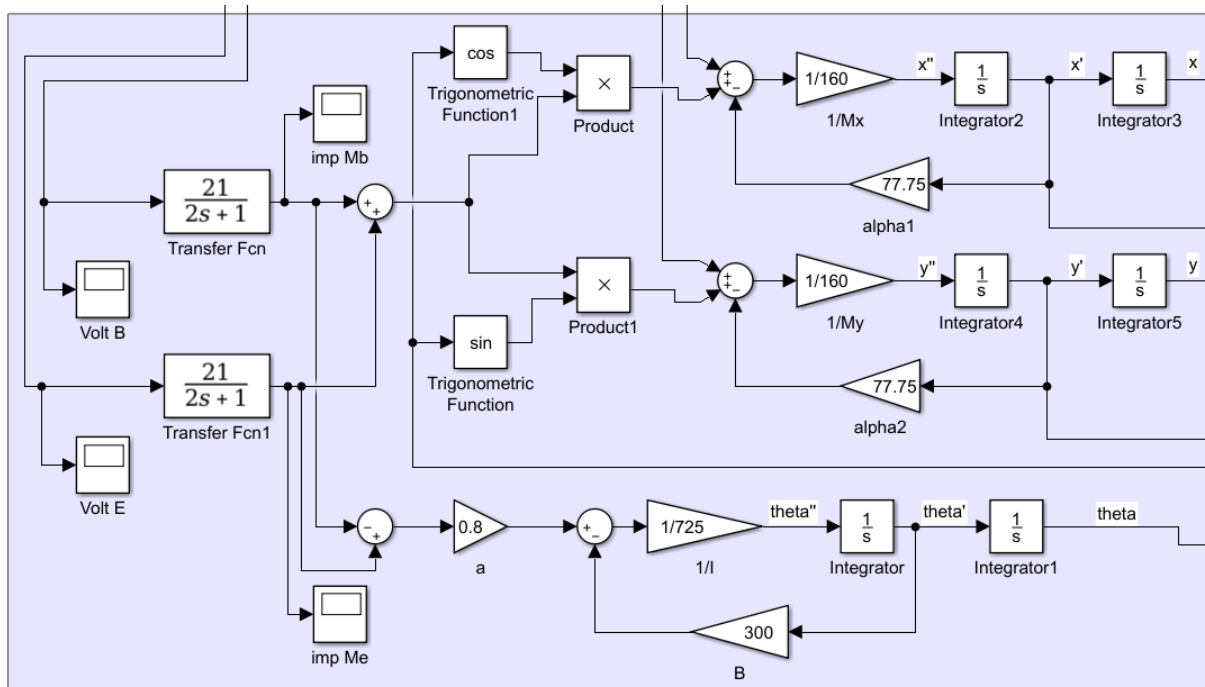 cos
Trigonometric
Function1
×
Product
+
+
−
1/160
1/Mx
x"
1
s
Integrator2
x'
1
s
Integrator3
x
imp Mb
77.75
alpha1
21
2s + 1
Transfer Fcn
+
+
Volt B
×
Product1
sin
Trigonometric
Function
+
+
−
1/160
1/My
y"
1
s
Integrator4
y'
1
s
Integrator5
y
77.75
alpha2
21
2s + 1
Transfer Fcn1
Volt E
−
+
0.8
a
+
−
1/725
1/I
theta"
1
s
Integrator
theta'
1
s
Integrator1
theta
imp Me
300
B